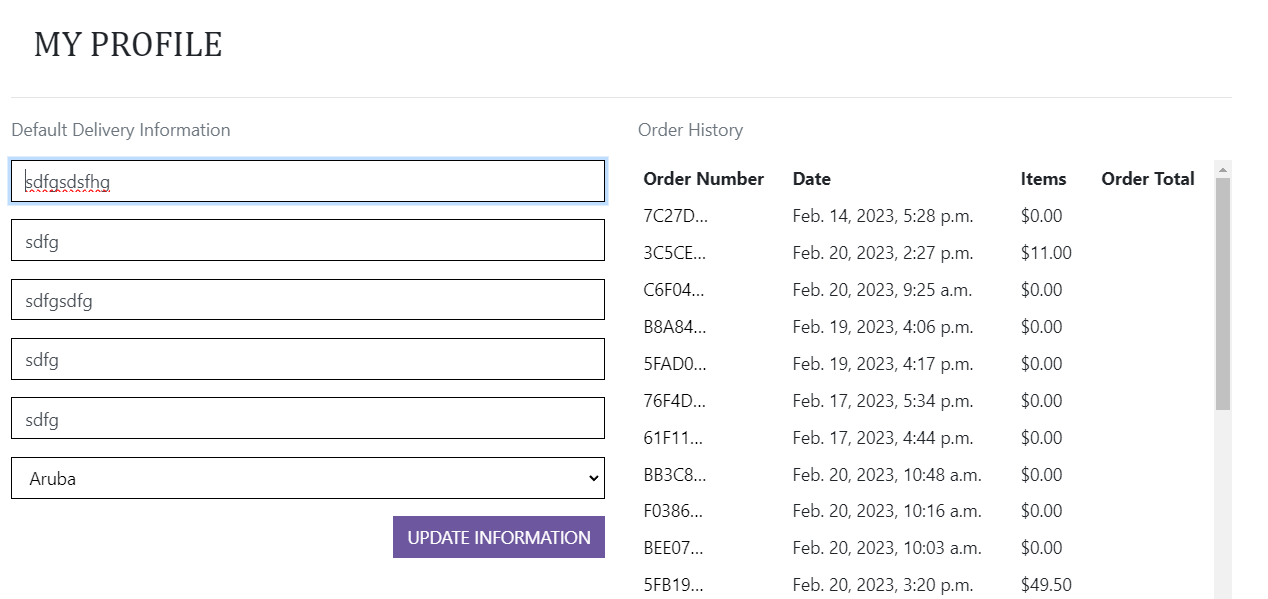 MY PROFILE
Default Delivery Information
sdfgsdsfhg
sdfg
sdfgsdfg
sdfg
sdfg
Aruba
UPDATE INFORMATION
Order History
Order Number Date Items Order Total
7C27D... Feb. 14, 2023, 5:28 p.m. $0.00
3C5CE... Feb. 20, 2023, 2:27 p.m. $11.00
C6F04... Feb. 20, 2023, 9:25 a.m. $0.00
B8A84... Feb. 19, 2023, 4:06 p.m. $0.00
5FAD0... Feb. 19, 2023, 4:17 p.m. $0.00
76F4D... Feb. 17, 2023, 5:34 p.m. $0.00
61F11... Feb. 17, 2023, 4:44 p.m. $0.00
BB3C8... Feb. 20, 2023, 10:48 a.m. $0.00
F0386... Feb. 20, 2023, 10:16 a.m. $0.00
BEE07... Feb. 20, 2023, 10:03 a.m. $0.00
5FB19... Feb. 20, 2023, 3:20 p.m. $49.50